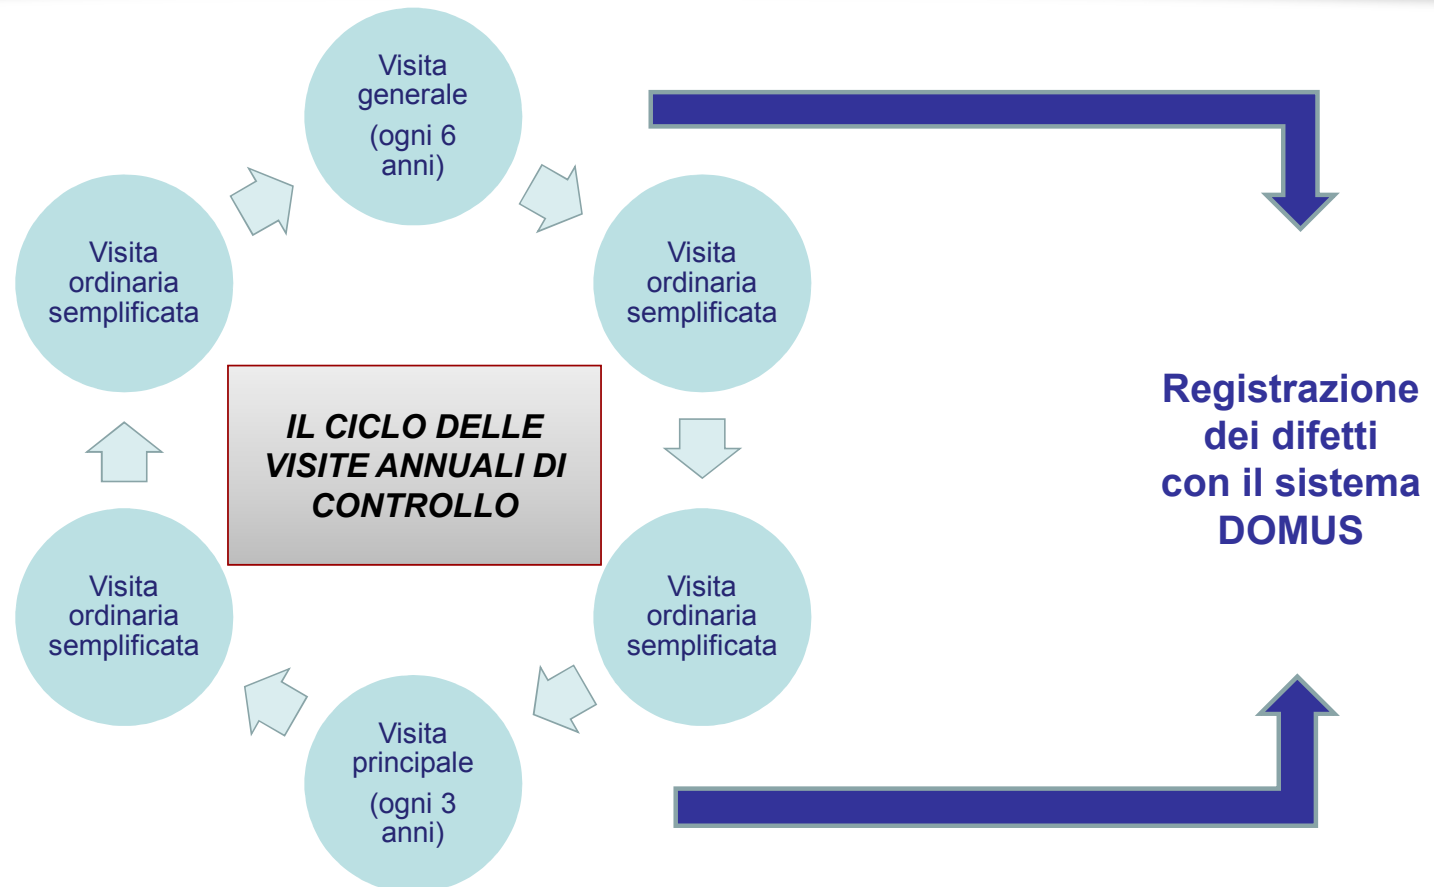 Visita
generale
(ogni 6
anni)
Visita
ordinaria
semplificata
Visita
ordinaria
semplificata
Visita
principale
(ogni 3
anni)
Visita
ordinaria
semplificata
Visita
ordinaria
semplificata
IL CICLO DELLE
VISITE ANNUALI DI
CONTROLLO
Registrazione
dei difetti
con il sistema
DOMUS